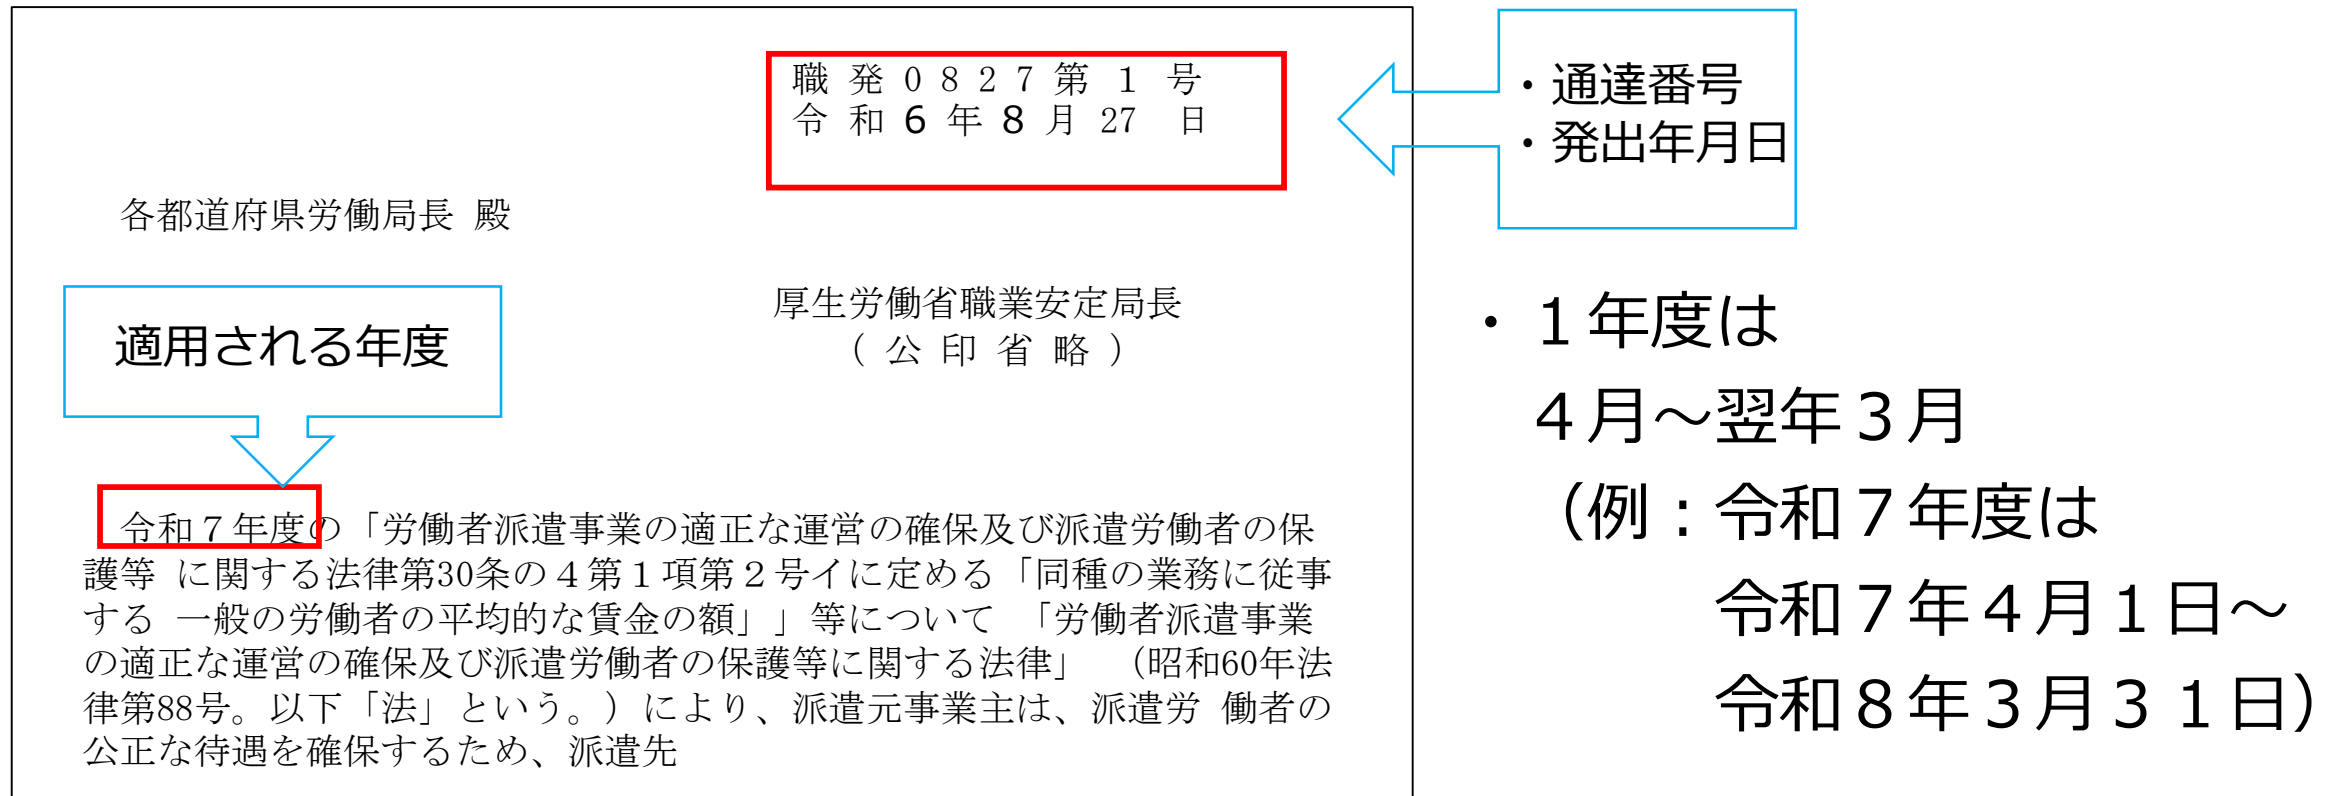 職発0827第1号
令和6年8月27日
・通達番号
・発出年月日
各都道府県労働局長 殿
厚生労働省職業安定局長
(公印省略)
適用される年度
令和７年度の「労働者派遣事業の適正な運営の確保及び派遣労働者の保
護等 に関する法律第30条の４第１項第２号イに定める「同種の業務に従事
する 一般の労働者の平均的な賃金の額」」等について 「労働者派遣事業
の適正な運営の確保及び派遣労働者の保護等に関する法律」 （昭和60年法
律第88号。以下「法」という。）により、派遣元事業主は、派遣労 働者の
公正な待遇を確保するため、派遣先
・１年度は
４月～翌年３月
（例：令和７年度は
令和７年４月１日～
令和８年３月３１日）